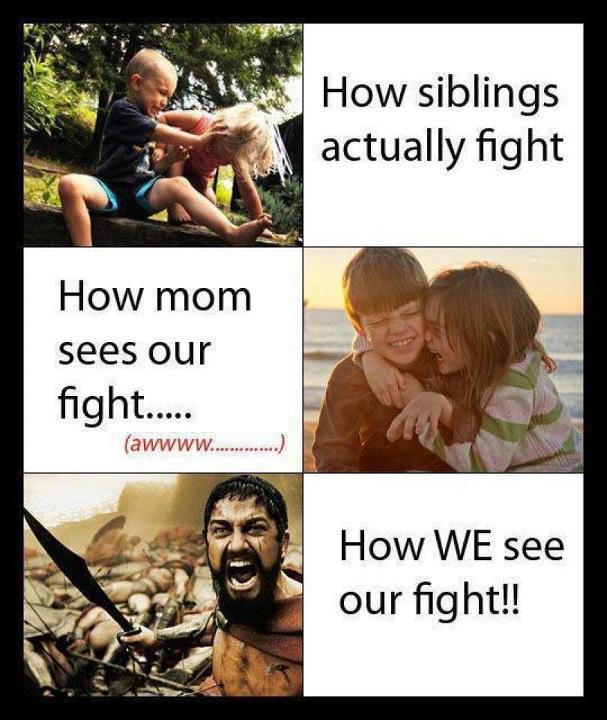 How siblings
actually fight
How mom
sees our
fight.....
(awwww.............)
How WE see
our fight!!